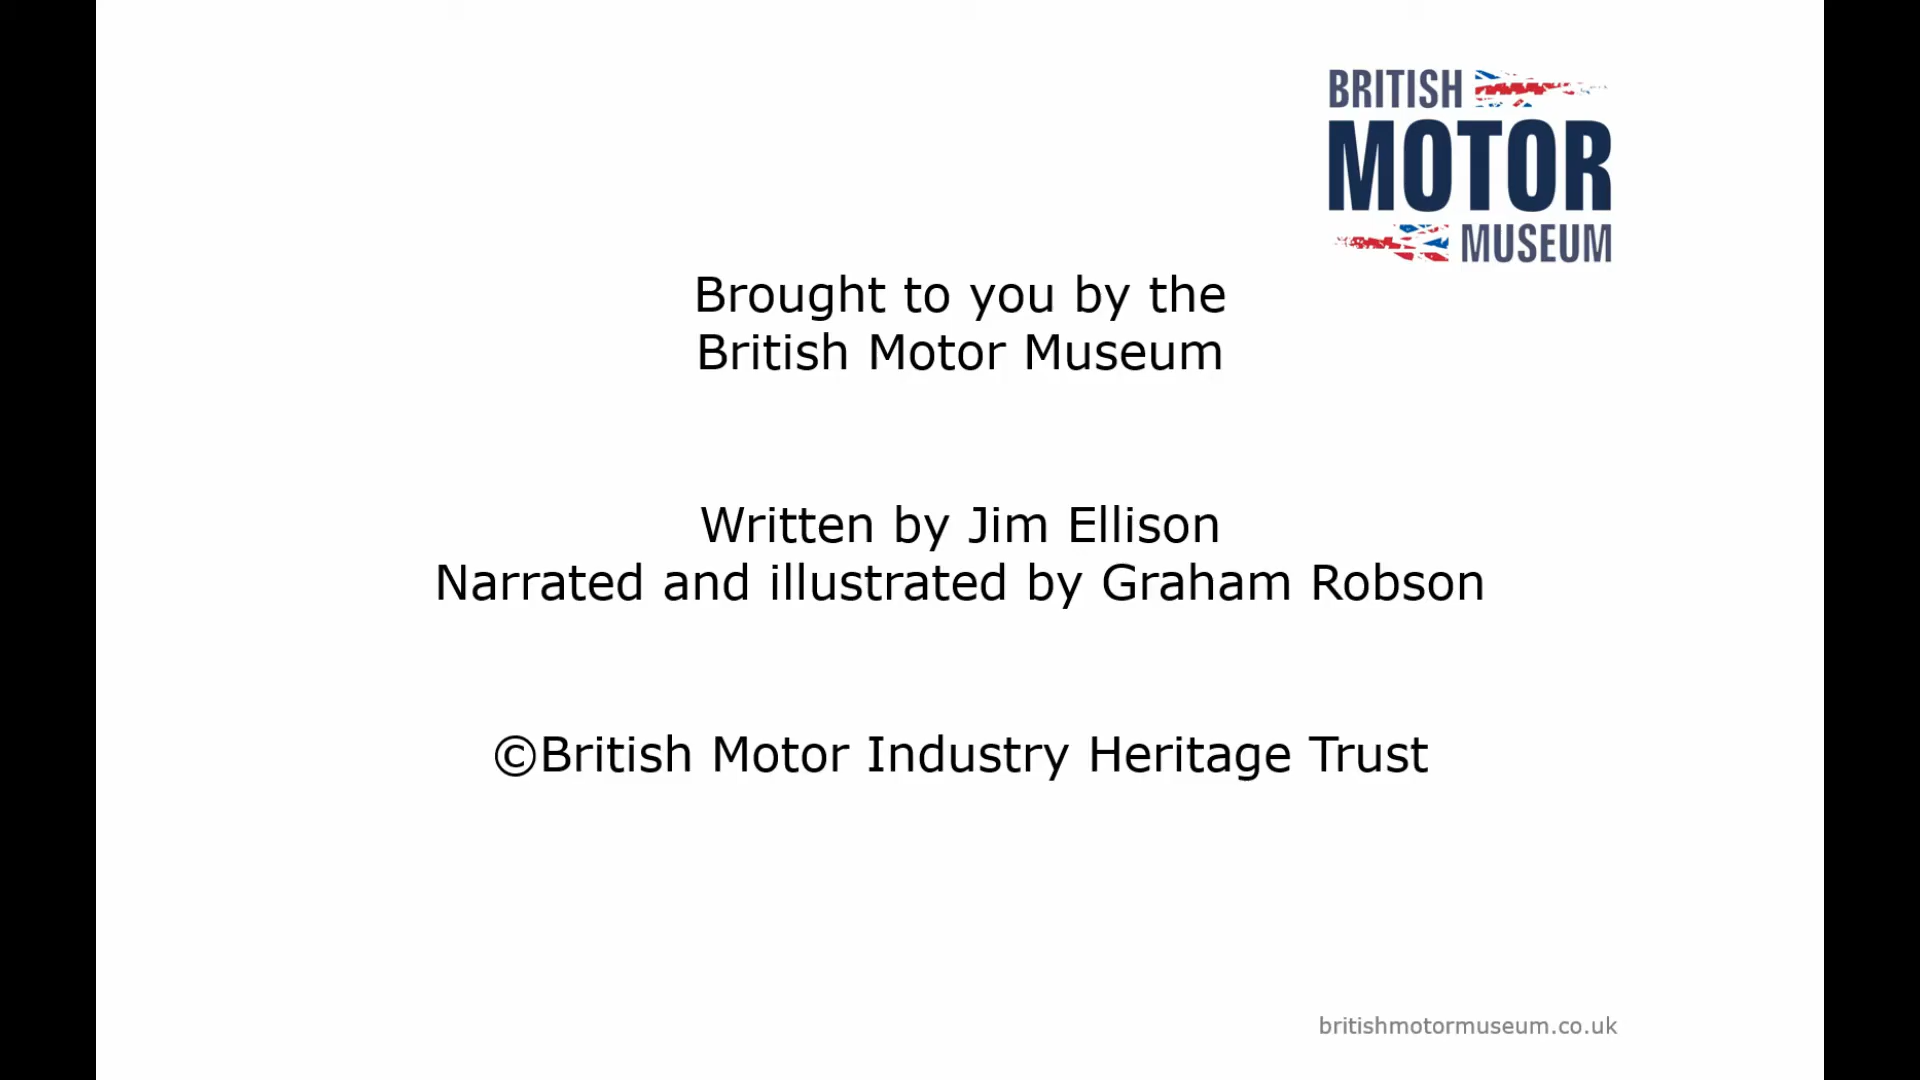 BRITISH
MOTOR
MUSEUM
Brought to you by the
British Motor Museum
Written by Jim Ellison
Narrated and illustrated by Graham Robson
©British Motor Industry Heritage Trust
britishmotormuseum.co.uk